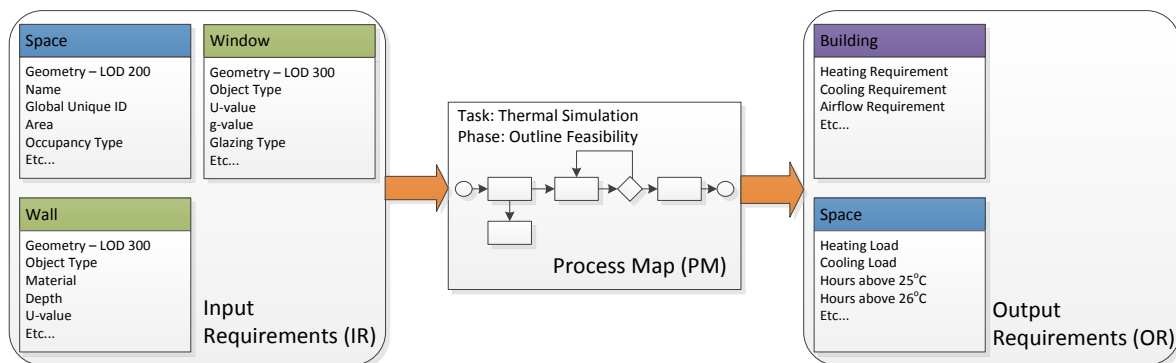 Space
Geometry – LOD 200
Name
Global Unique ID
Area
Occupancy Type
Etc...
Window
Geometry – LOD 300
Object Type
U-value
g-value
Glazing Type
Etc...
Wall
Geometry – LOD 300
Object Type
Material
Depth
U-value
Etc...
Input
Requirements (IR)
Task: Thermal Simulation
Phase: Outline Feasibility
Process Map (PM)
Building
Heating Requirement
Cooling Requirement
Airflow Requirement
Etc...
Space
Heating Load
Cooling Load
Hours above 25°C
Hours above 26°C
Etc...
Output
Requirements (OR)